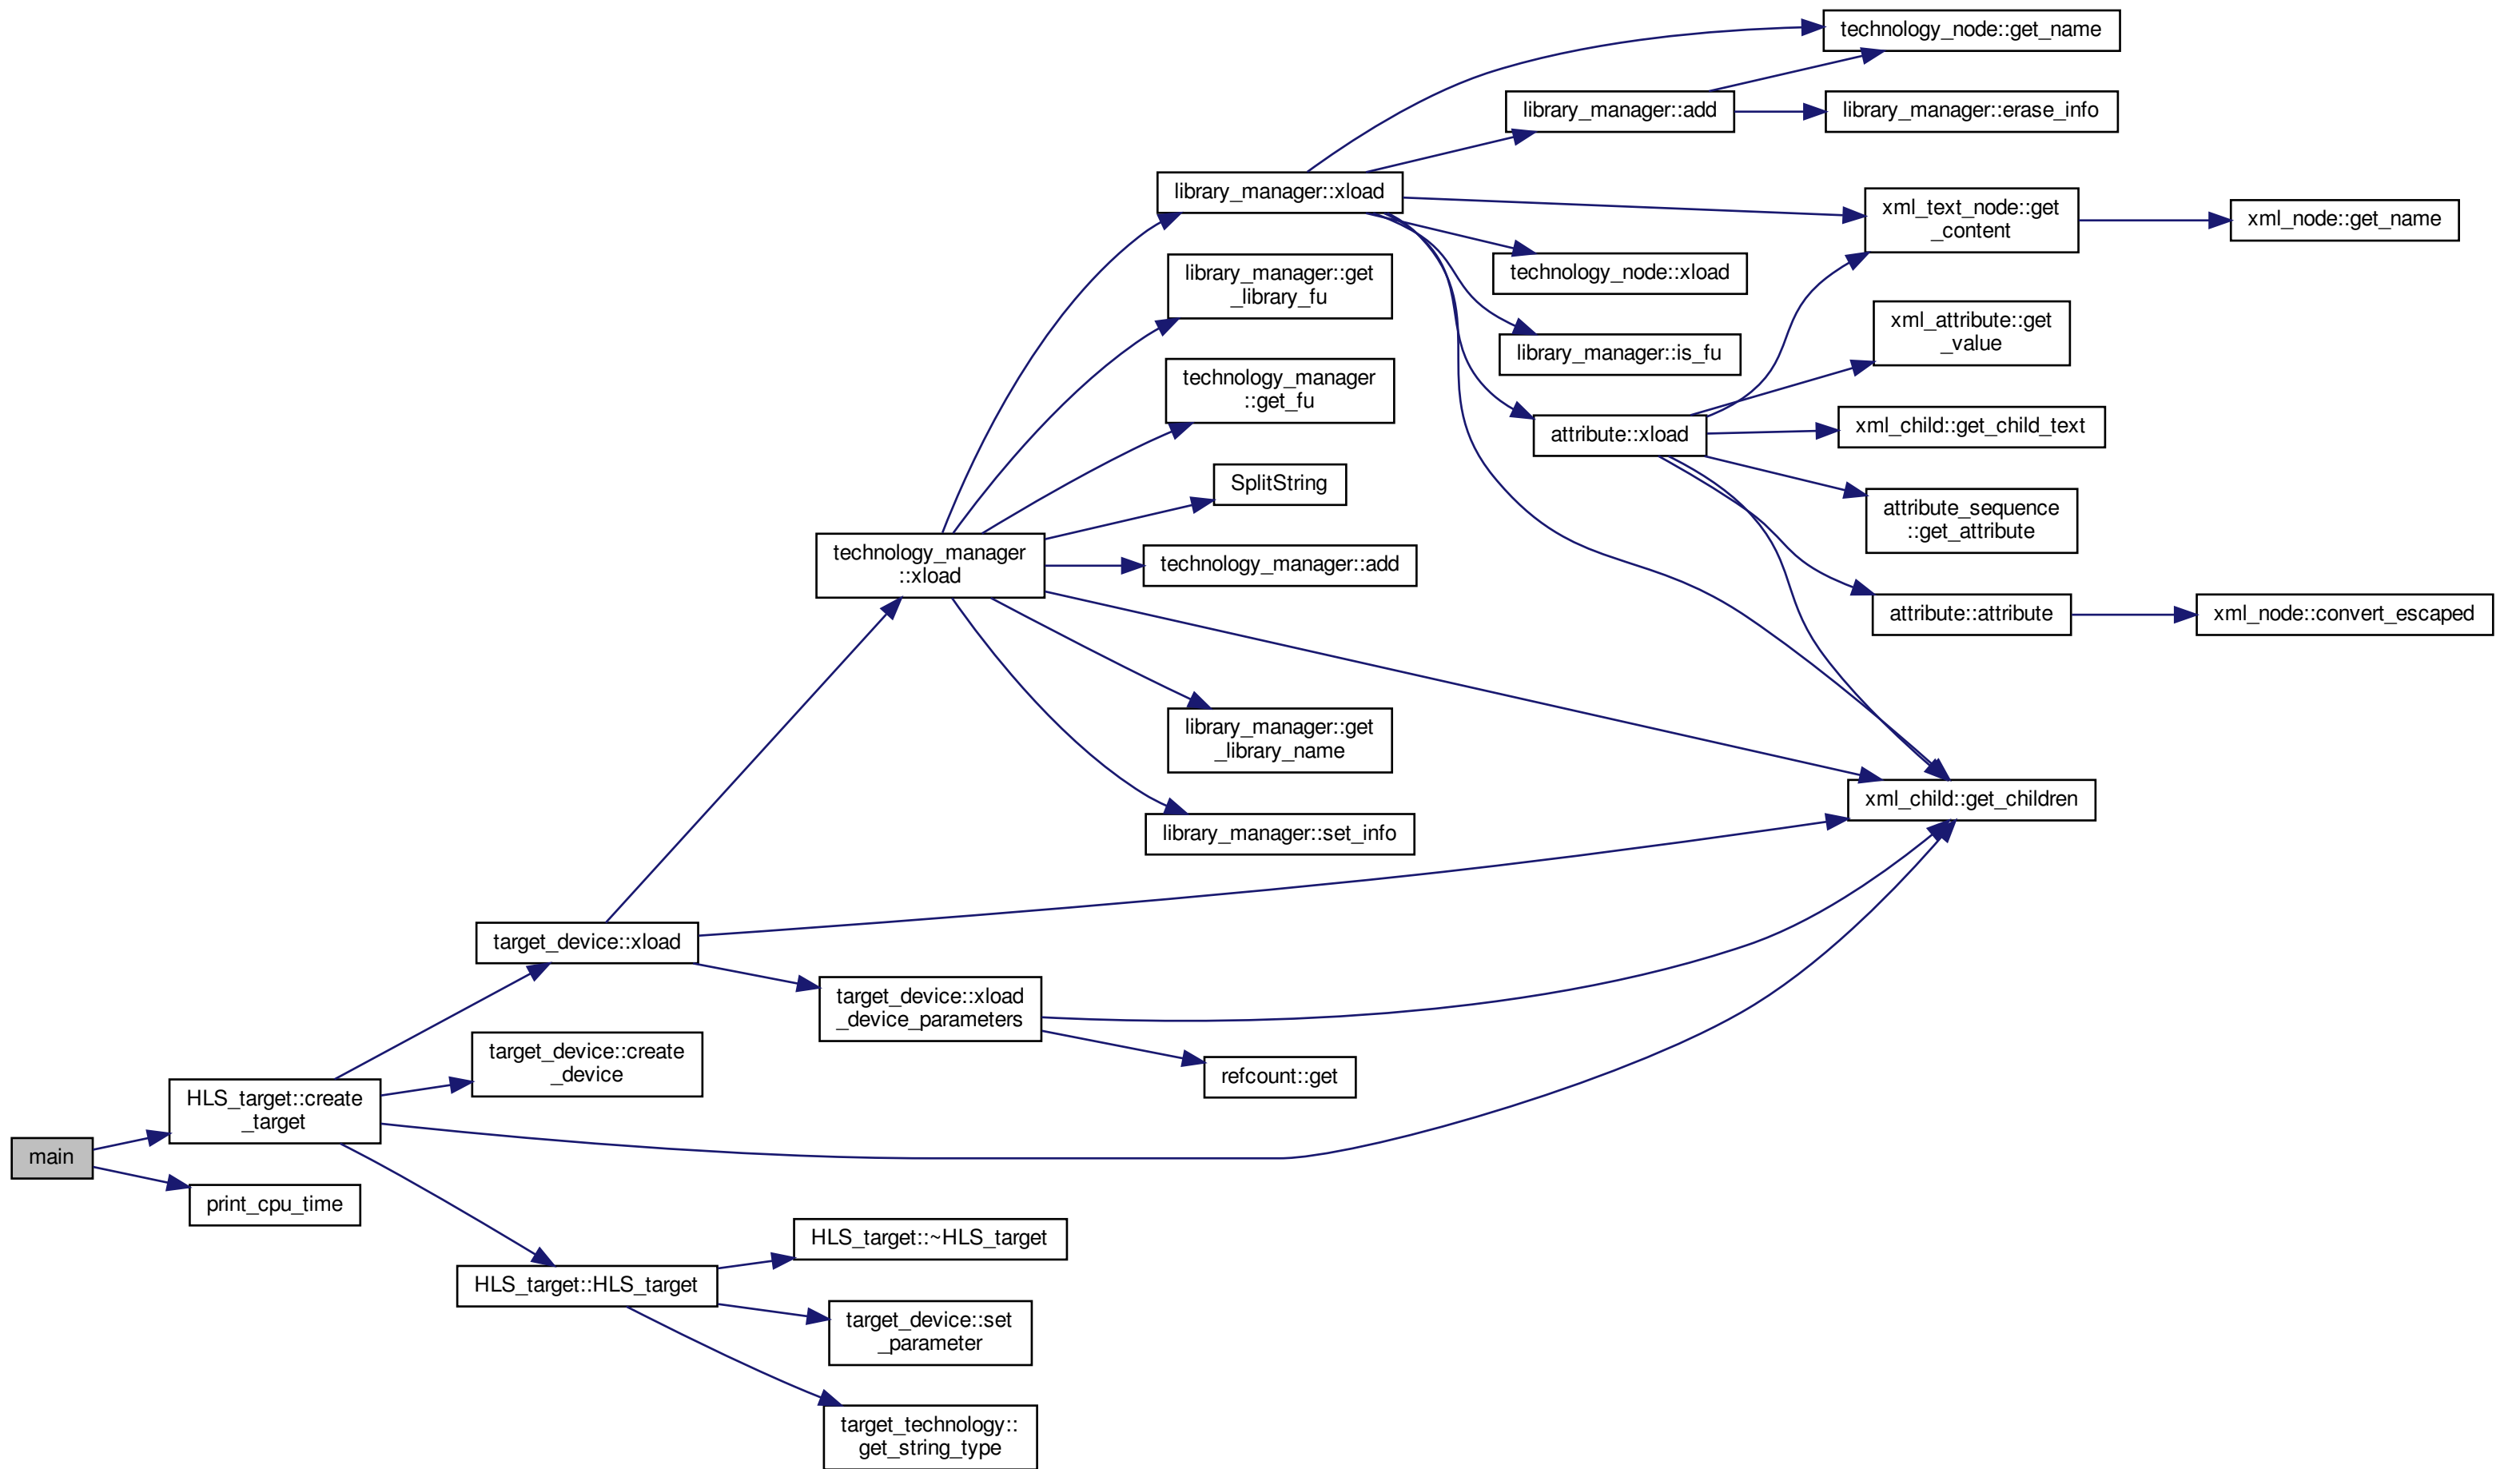 technology_node::get_name
library_manager::add
library_manager::erase_info
library_manager::xload
xml_text_node::get
_content
xml_node::get_name
technology_node::xload
library_manager::get
_library_fu
xml_attribute::get
_value
library_manager::is_fu
technology_manager
::get_fu
attribute::xload
xml_child::get_child_text
SplitString
attribute_sequence
::get_attribute
technology_manager
::xload
technology_manager::add
attribute::attribute
xml_node::convert_escaped
library_manager::get
_library_name
xml_child::get_children
library_manager::set_info
target_device::xload
target_device::xload
_device_parameters
target_device::create
_device
refcount::get
HLS_target::create
_target
main
print_cpu_time
HLS_target::~HLS_target
HLS_target::HLS_target
target_device::set
_parameter
target_technology::
get_string_type